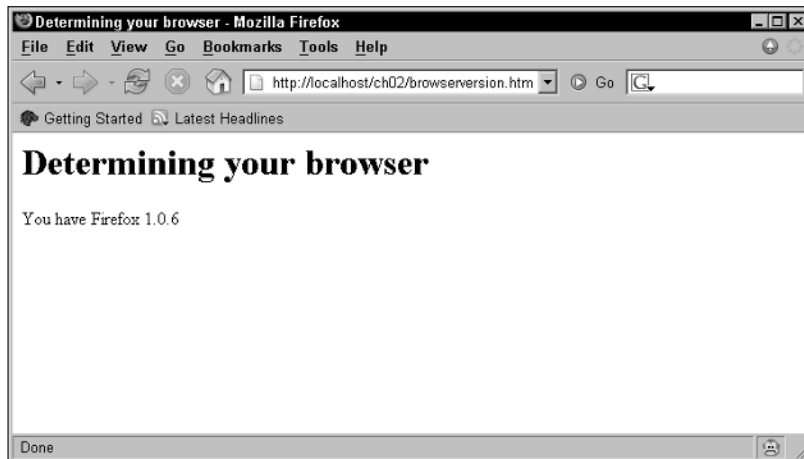 Determining your browser - Mozilla Firefox
File Edit View Go Bookmarks Tools Help
http://localhost/ch02/browserversion.htm Go G
Getting Started Latest Headlines
Determining your browser
You have Firefox 1.0.6
Done